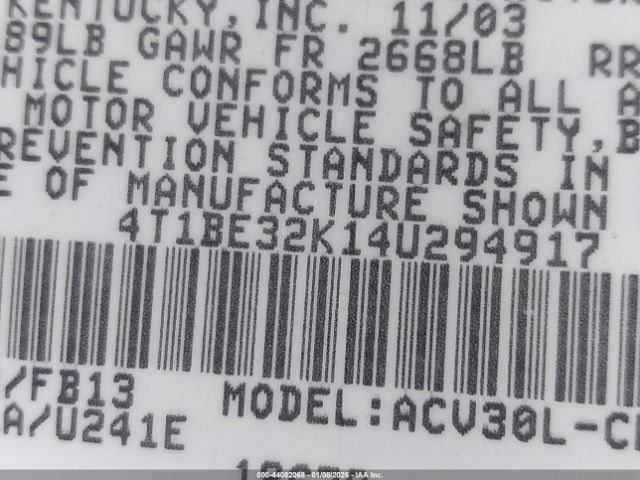 KENTUCKY, INC. 11/03
89LB GAWR FR 2668LB RR
HICLE CONFORMS TO ALL A
MOTOR VEHICLE SAFETY, B
REVENTION STANDARDS IN
E OF MANUFACTURE SHOWN
4T1BE32K14U294917
/FB13
MODEL:ACV30L-CE
A/U241E
000-44082068 - 01/08/2026 - IAA Inc.